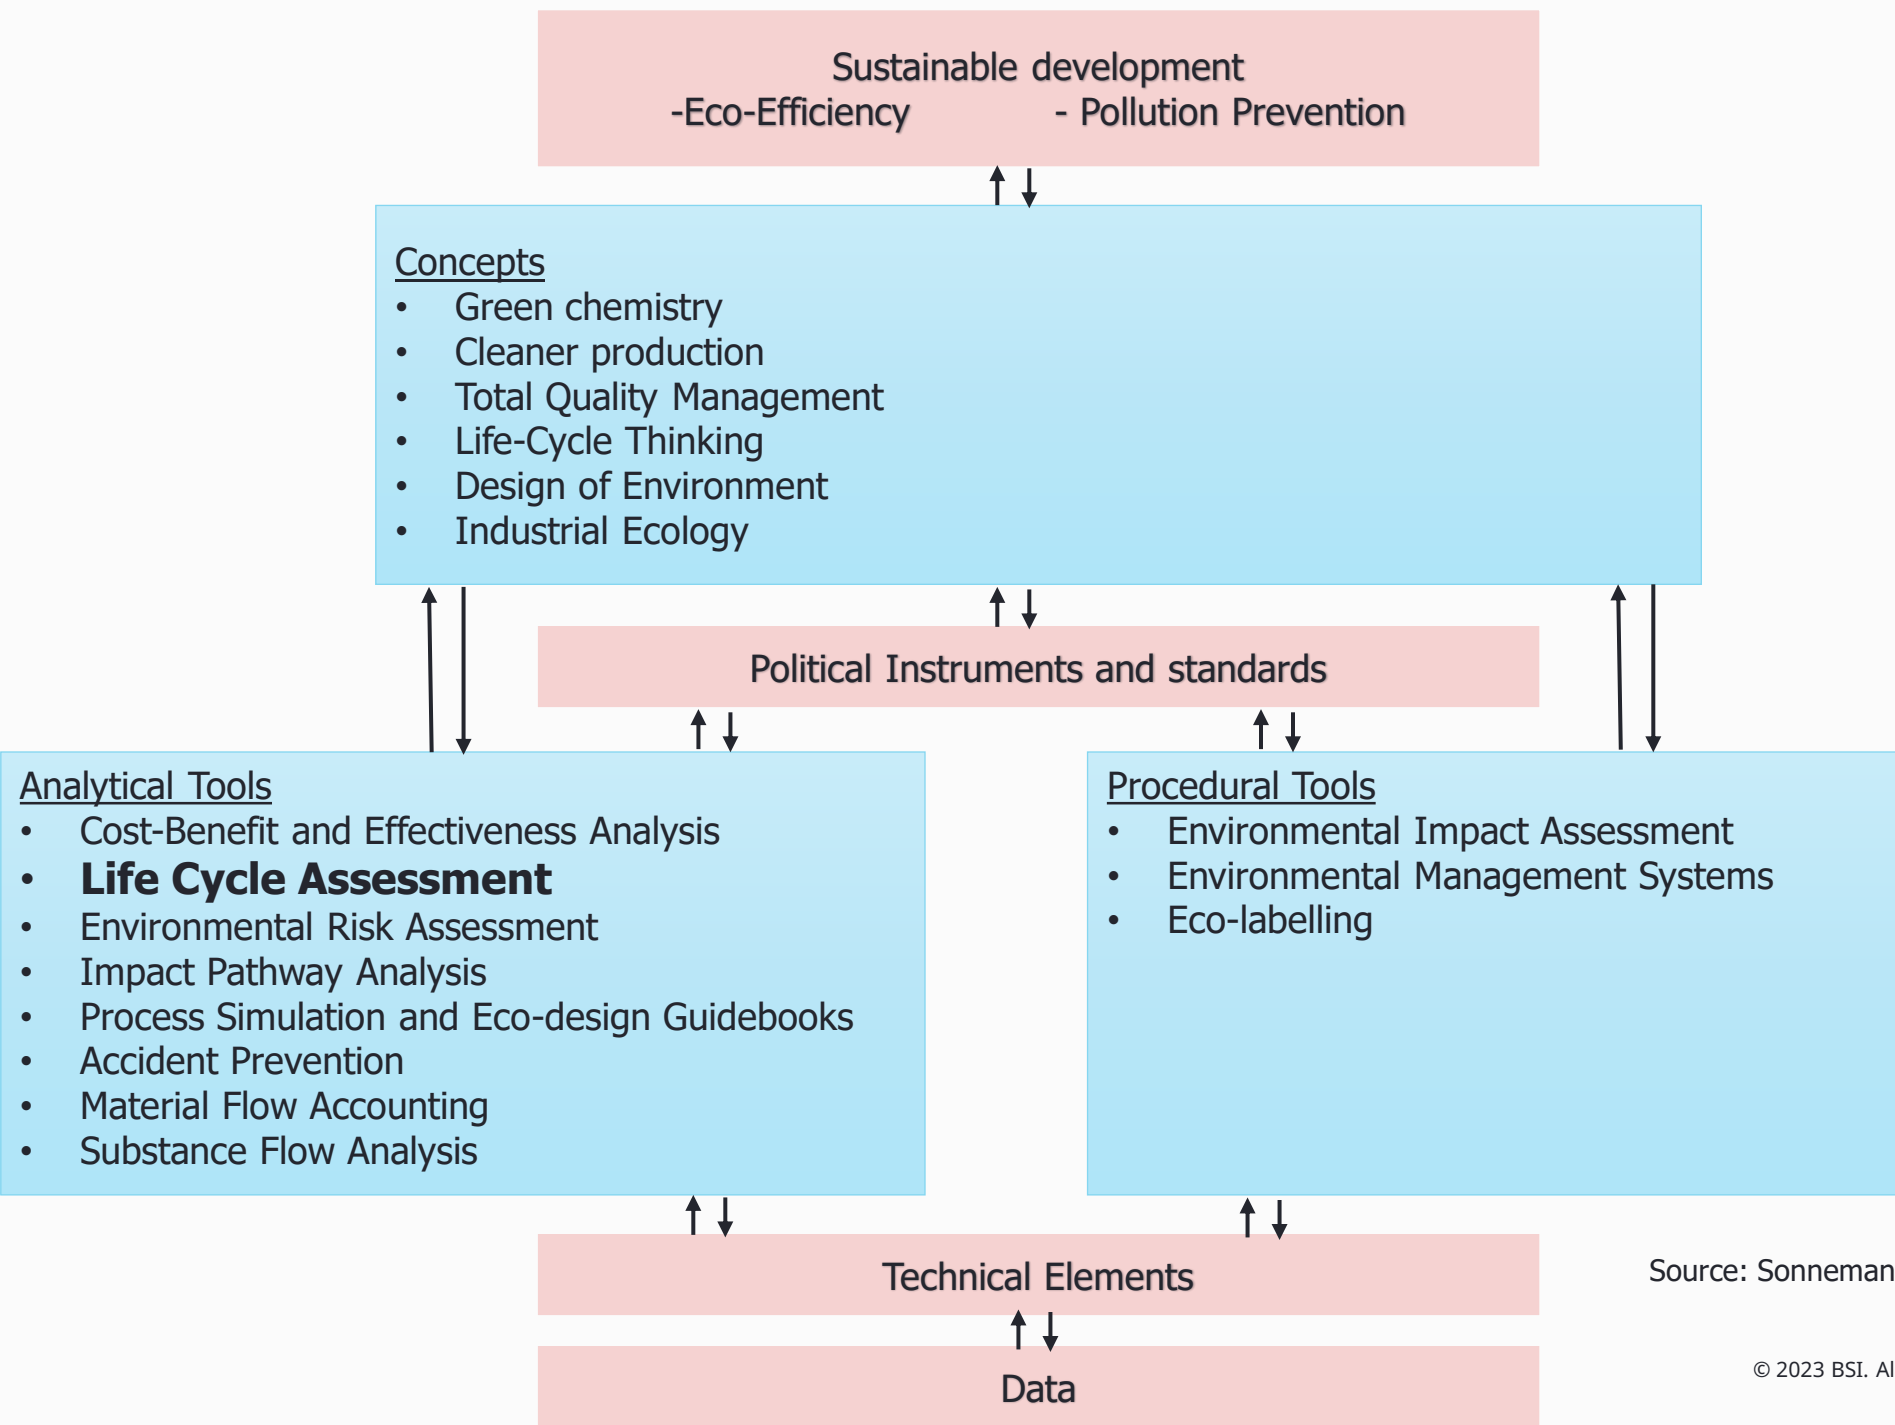 Sustainable development
-Eco-Efficiency - Pollution Prevention
Concepts
• Green chemistry
• Cleaner production
• Total Quality Management
• Life-Cycle Thinking
• Design of Environment
• Industrial Ecology
Political Instruments and standards
Analytical Tools
• Cost-Benefit and Effectiveness Analysis
• Life Cycle Assessment
• Environmental Risk Assessment
• Impact Pathway Analysis
• Process Simulation and Eco-design Guidebooks
• Accident Prevention
• Material Flow Accounting
• Substance Flow Analysis
Procedural Tools
• Environmental Impact Assessment
• Environmental Management Systems
• Eco-labelling
Technical Elements
Source: Sonneman
Data
© 2023 BSI. Al